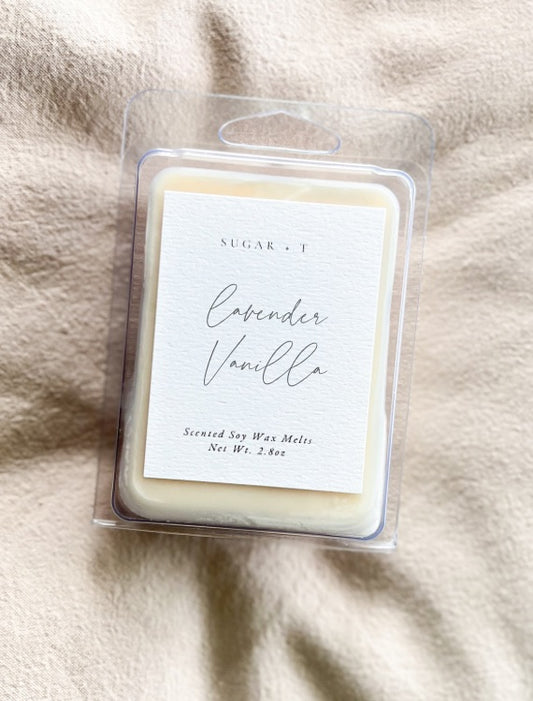 SUGAR • T
Lavender
Vanilla
Scented Soy Wax Melts
Net Wt. 2.8oz